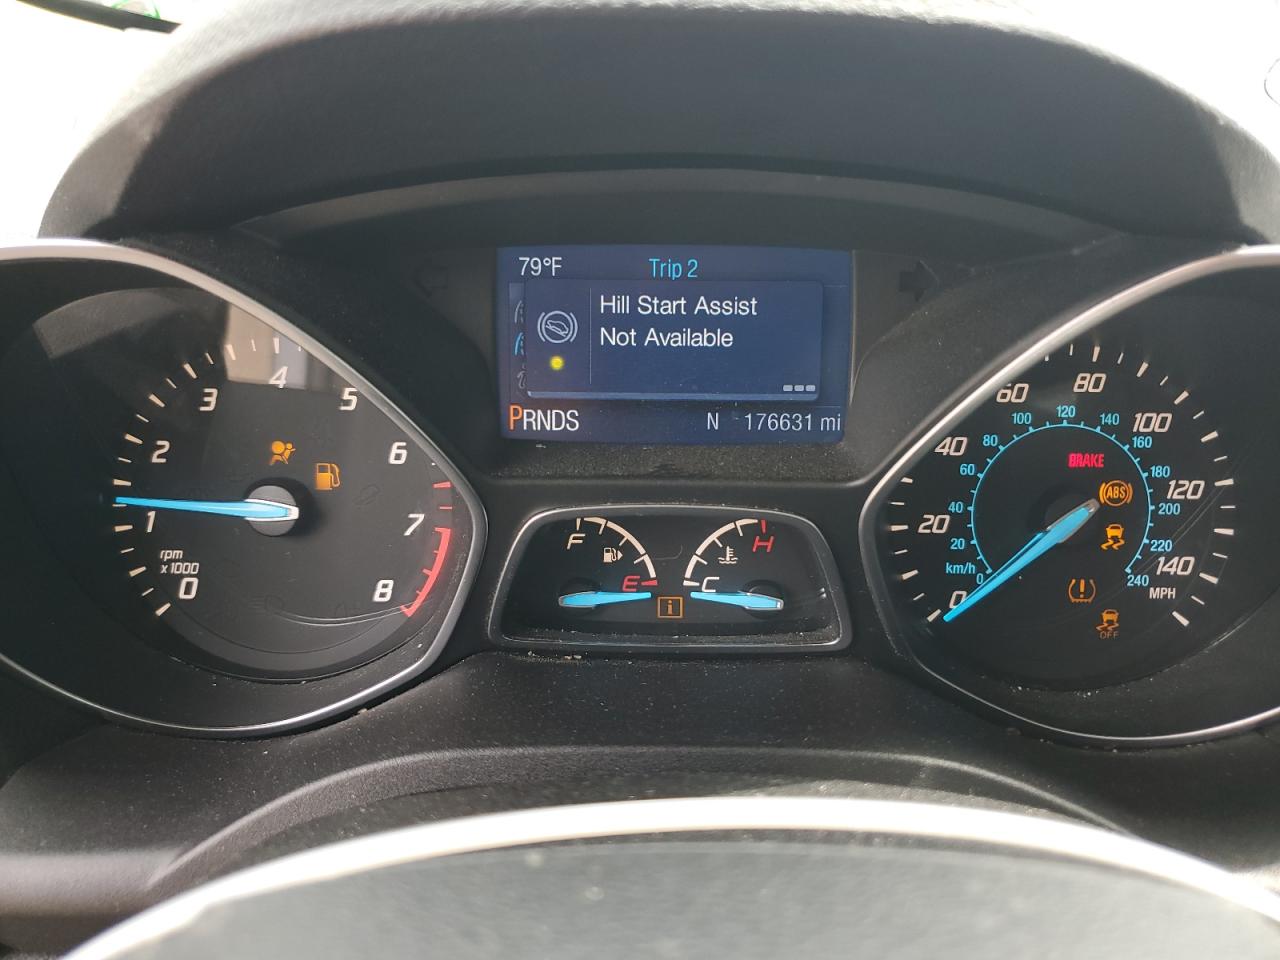 79°F Trip 2
Hill Start Assist
Not Available
PRNDS N 176631 mi
0 1 2 3 4 5 6 7 8
rpm
x1000
F E
C H
i
0 20 40 60 80 100 120 140
MPH
0 20 40 60 80 100 120 140 160 180 200 220 240
km/h
BRAKE
ABS
OFF